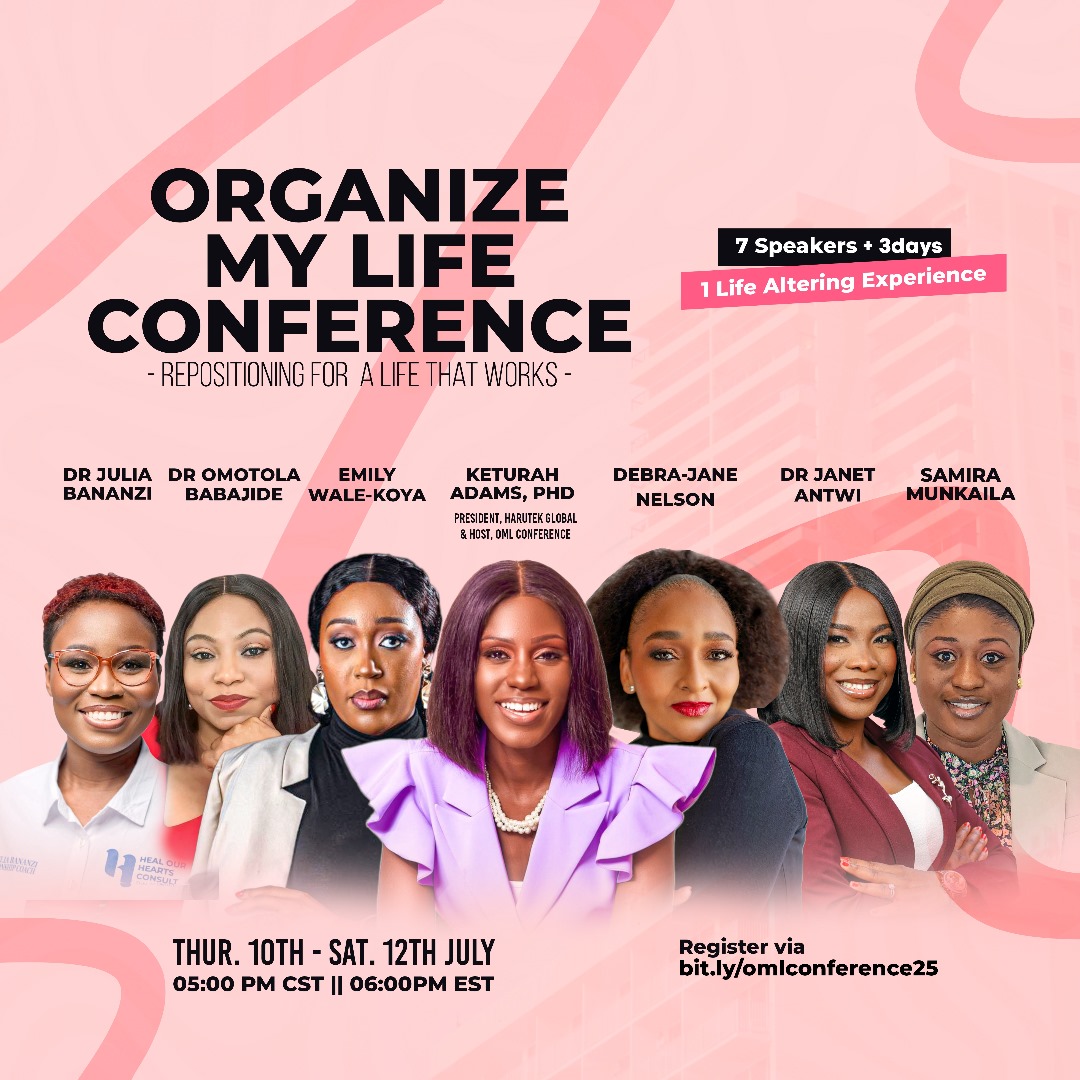 ORGANIZE
MY LIFE
CONFERENCE
- REPOSITIONING FOR A LIFE THAT WORKS -
7 Speakers + 3days
1 Life Altering Experience
DR JULIA
BANANZI
DR OMOTOLA
BABAJIDE
EMILY
WALE-KOYA
KETURAH
ADAMS, PHD
PRESIDENT, HARUTEK GLOBAL
& HOST, OML CONFERENCE
DEBRA-JANE
NELSON
DR JANET
ANTWI
SAMIRA
MUNKAILA
BANANZI
COACH
HEAL OUR
HEARTS
CONSULT
THUR. 10TH - SAT. 12TH JULY
05:00 PM CST || 06:00PM EST
Register via
bit.ly/omlconference25